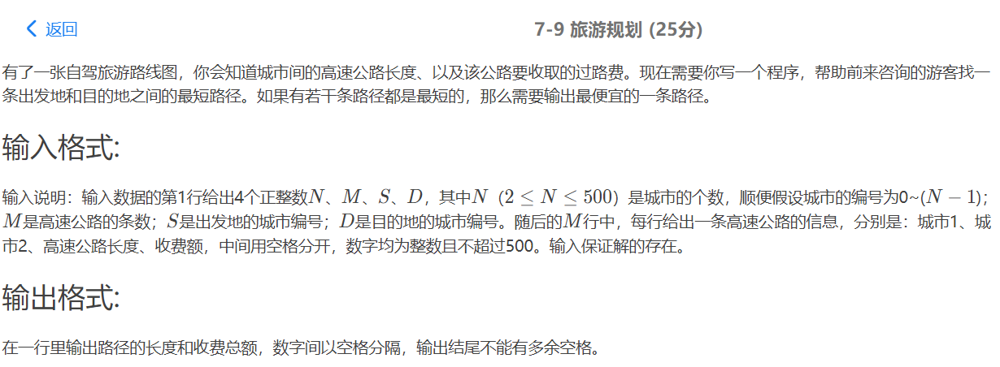 返回
7-9 旅游规划 (25分)
有了一张自驾旅游路线图，你会知道城市间的高速公路长度、以及该公路要收取的过路费。现在需要你写一个程序，帮助前来咨询的游客找一
条出发地和目的地之间的最短路径。如果有若干条路径都是最短的，那么需要输出最便宜的一条路径。
输入格式:
输入说明：输入数据的第1行给出4个正整数N、M、S、D，其中N（2 ≤ N ≤ 500）是城市的个数，顺便假设城市的编号为0~(N − 1)；
M是高速公路的条数；S是出发地的城市编号；D是目的地的城市编号。随后的M行中，每行给出一条高速公路的信息，分别是：城市1、城
市2、高速公路长度、收费额，中间用空格分开，数字均为整数且不超过500。输入保证解的存在。
输出格式:
在一行里输出路径的长度和收费总额，数字间以空格分隔，输出结尾不能有多余空格。